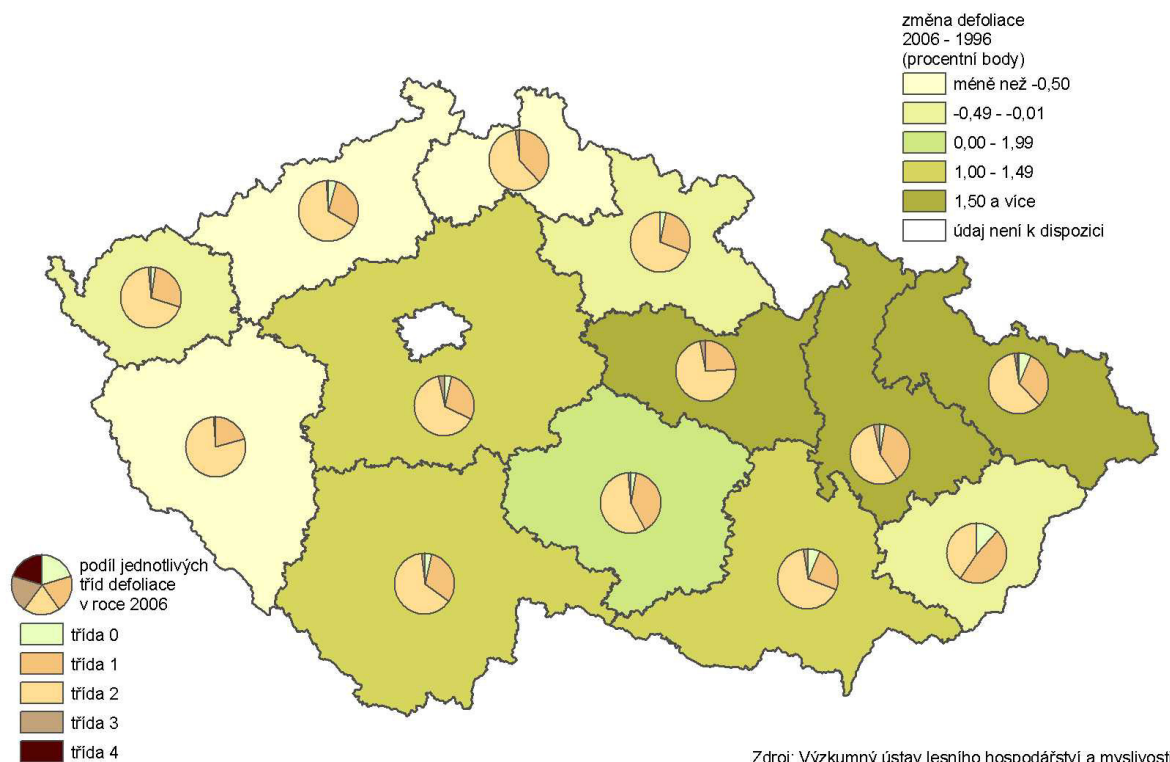 změna defoliace
2006 - 1996
(procentní body)
méně než -0,50
-0,49 - -0,01
0,00 - 1,99
1,00 - 1,49
1,50 a více
údaj není k dispozici
podíl jednotlivých
tříd defoliace
v roce 2006
třída 0
třída 1
třída 2
třída 3
třída 4
Zdroj: Výzkumný ústav lesního hospodářství a myslivosti